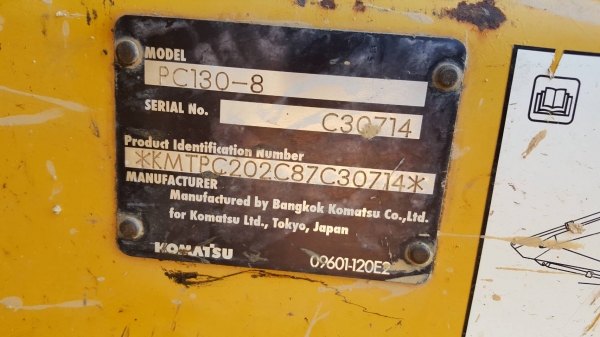 MODEL
PC130-8
SERIAL No.
C30714
Product Identification Number
*KMTPC202C87C30714*
MANUFACTURER
Manufactured by Bangkok Komatsu Co.,Ltd.
for Komatsu Ltd., Tokyo, Japan
KOMATSU
09601-120E2